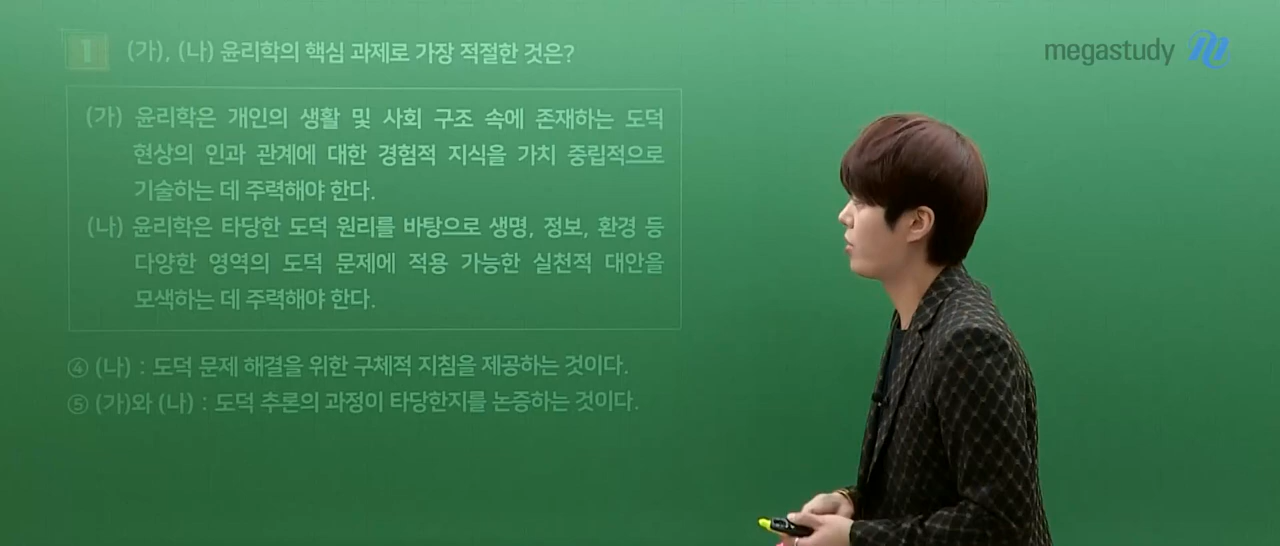 1 (가), (나) 윤리학의 핵심 과제로 가장 적절한 것은?
megastudy
(가) 윤리학은 개인의 생활 및 사회 구조 속에 존재하는 도덕
현상의 인과 관계에 대한 경험적 지식을 가치 중립적으로
기술하는 데 주력해야 한다.
(나) 윤리학은 타당한 도덕 원리를 바탕으로 생명, 정보, 환경 등
다양한 영역의 도덕 문제에 적용 가능한 실천적 대안을
모색하는 데 주력해야 한다.
④ (나) : 도덕 문제 해결을 위한 구체적 지침을 제공하는 것이다.
⑤ (가)와 (나) : 도덕 추론의 과정이 타당한지를 논증하는 것이다.